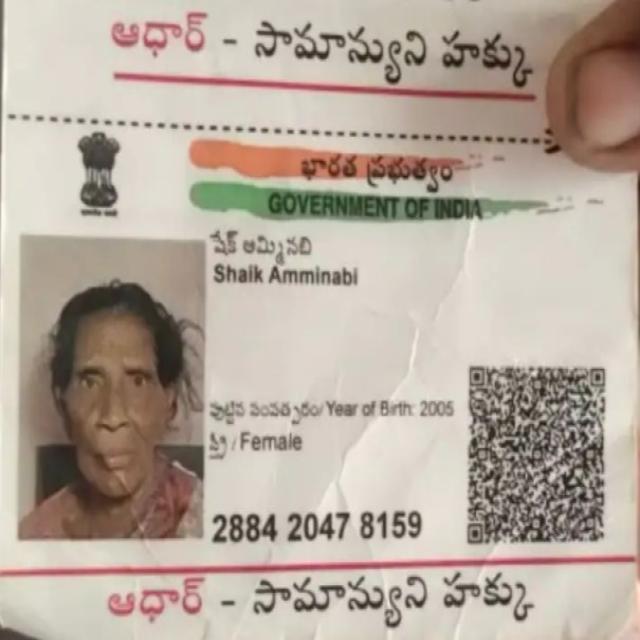 ఆధార్ - సామాన్యుని హక్కు
భారత ప్రభుత్వం
GOVERNMENT OF INDIA
షేక్ అమ్మినబి
Shaik Amminabi
పుట్టిన సంవత్సరం/Year of Birth: 2005
స్త్రీ / Female
2884 2047 8159
ఆధార్ - సామాన్యుని హక్కు